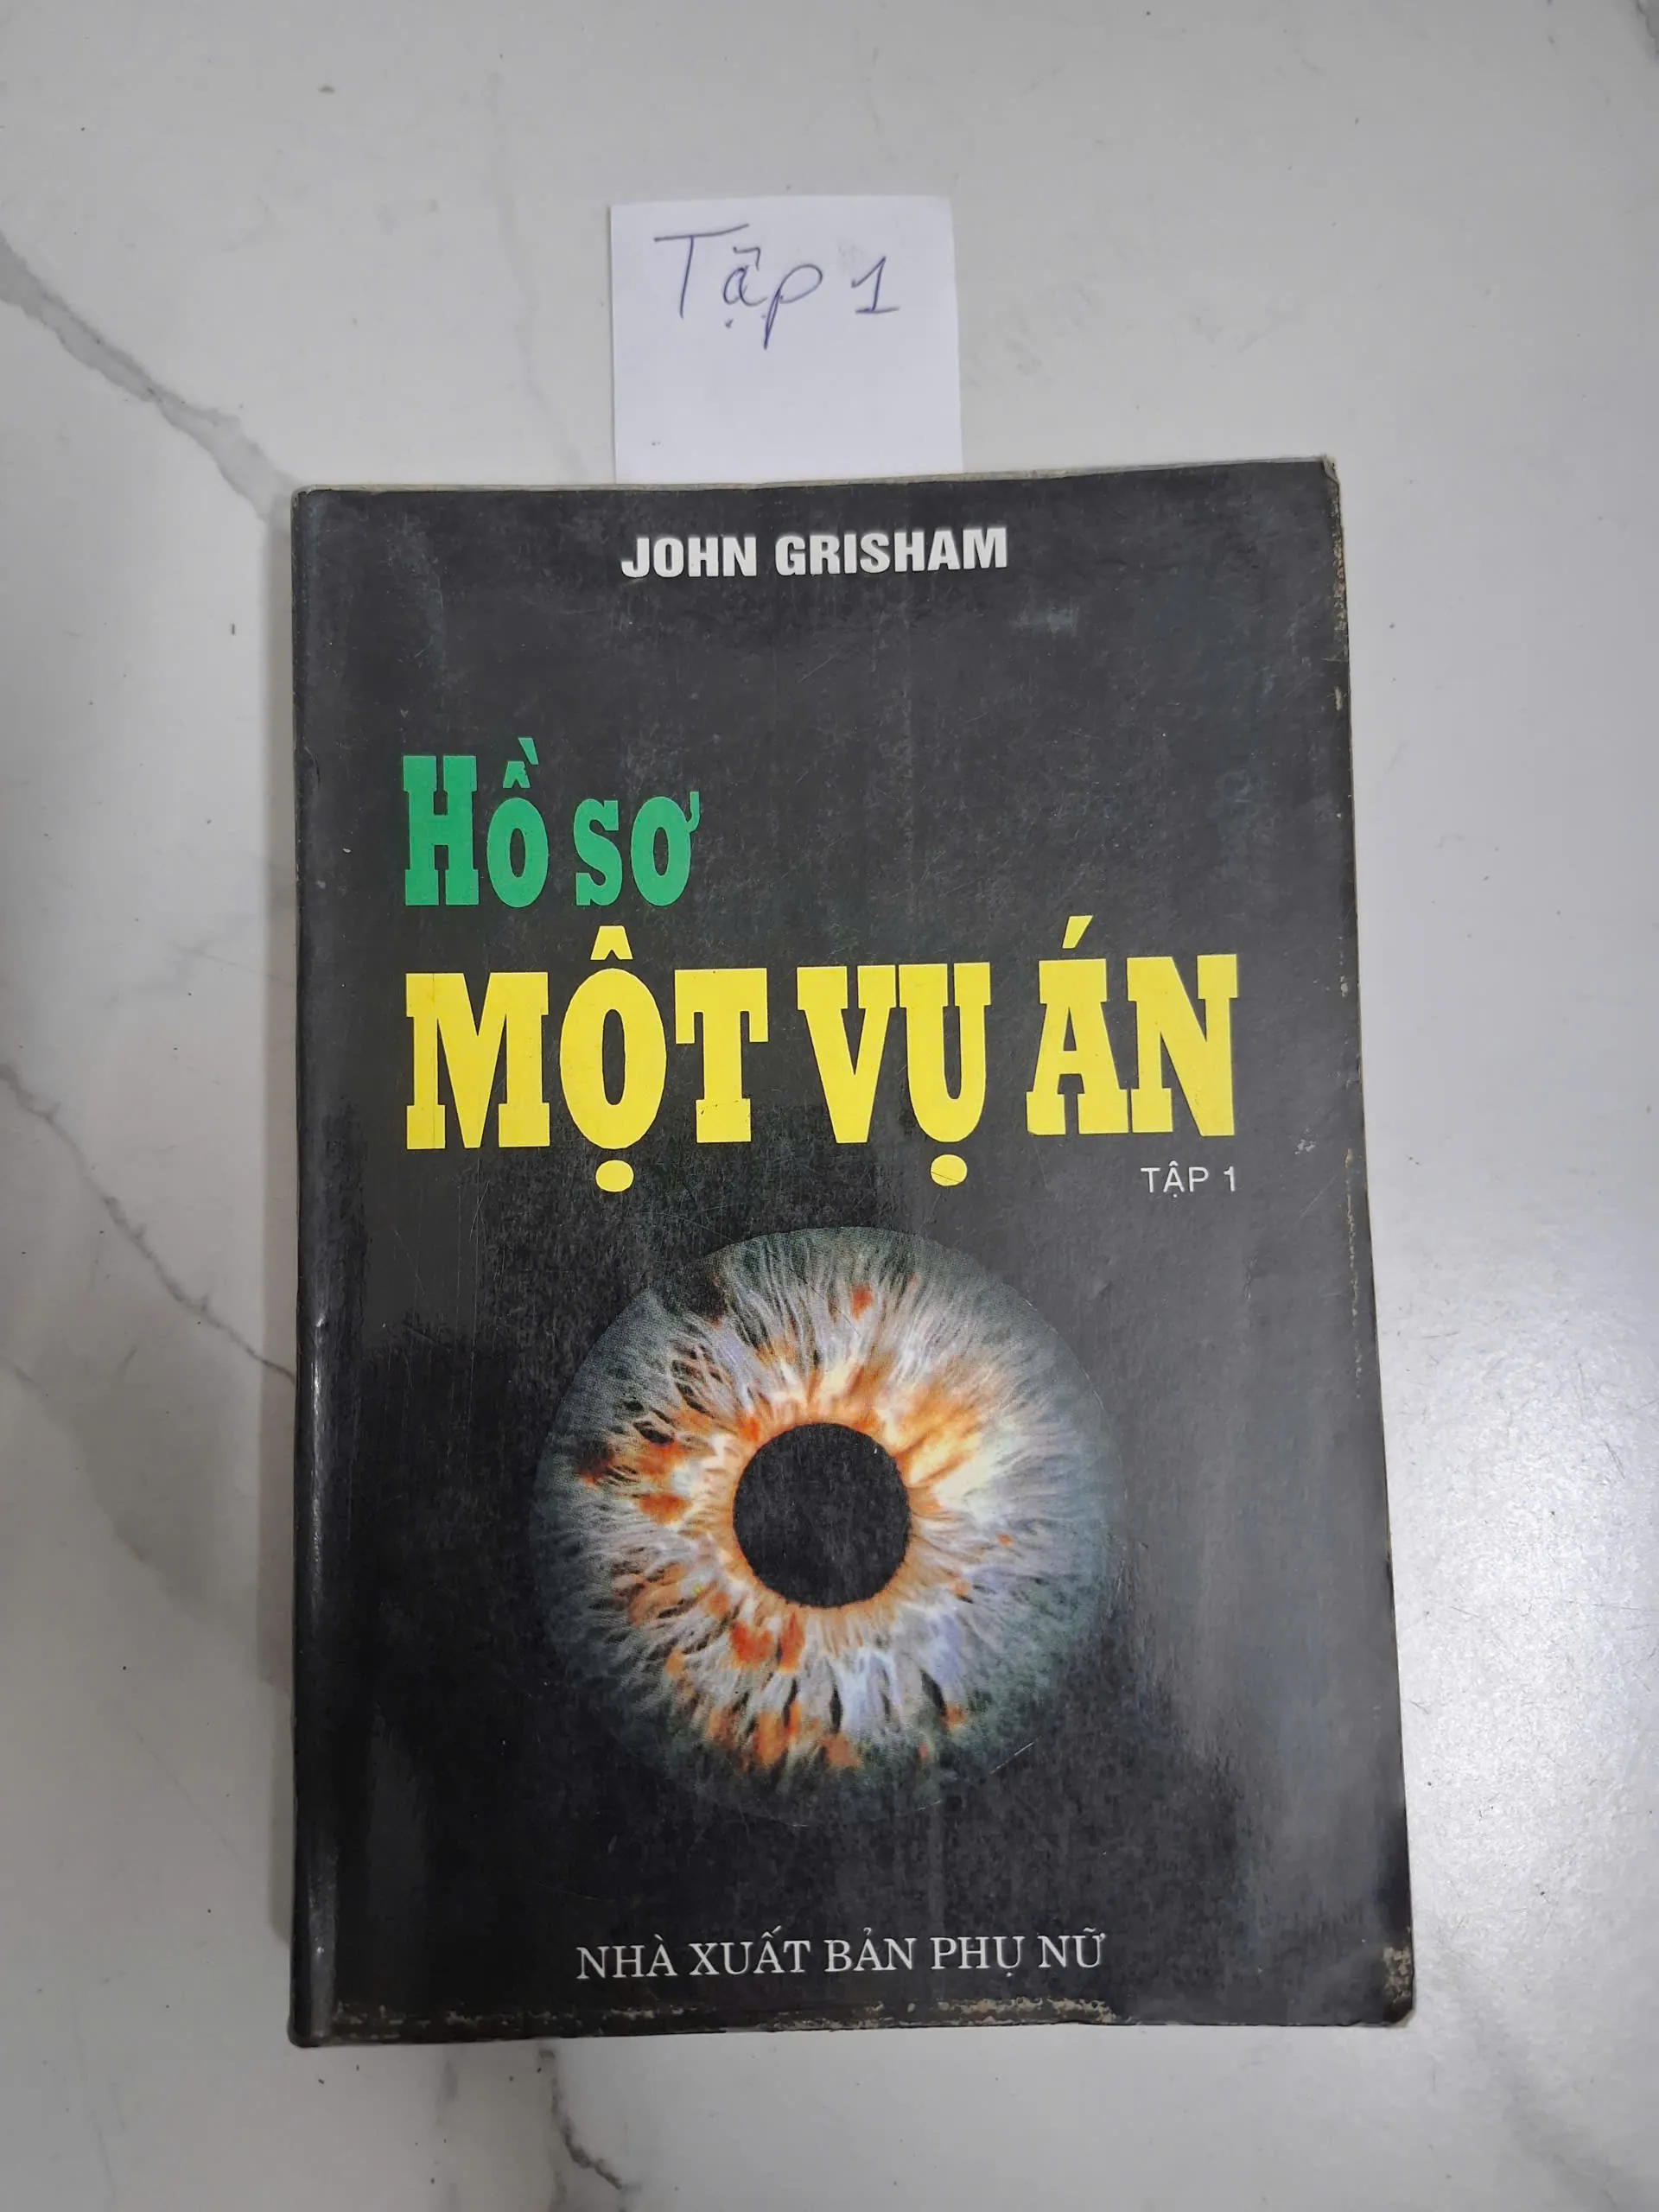 Tập 1
JOHN GRISHAM
Hồ sơ
MỘT VỤ ÁN
TẬP 1
NHÀ XUẤT BẢN PHỤ NỮ